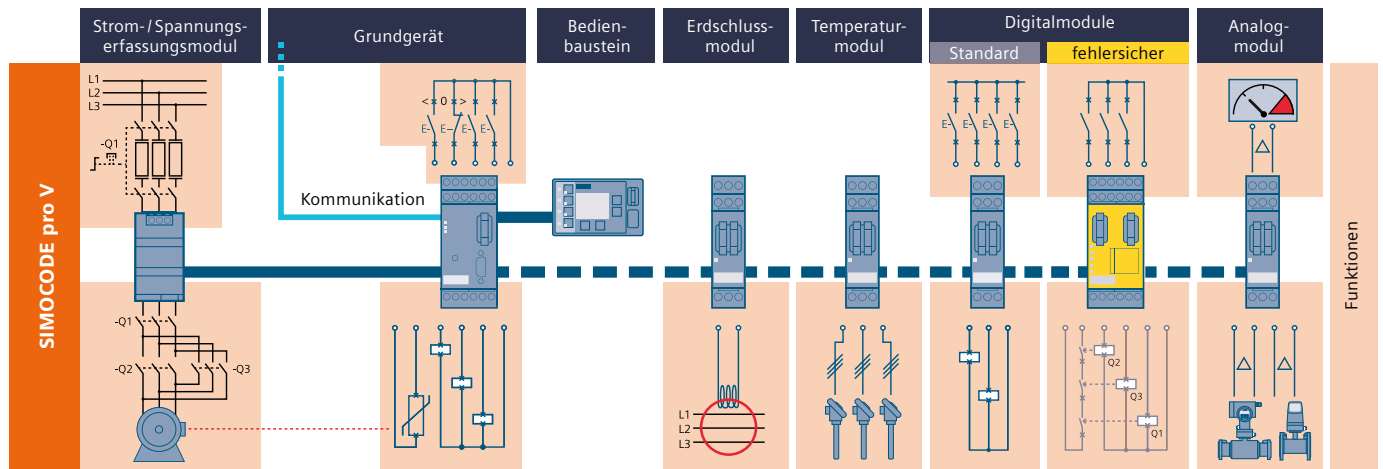 Strom-/ Spannungs-
erfassungsmodul
Grundgerät
Bedien-
baustein
Erdschluss-
modul
Temperatur-
modul
Digitalmodule
Standard
fehlersicher
Analog-
modul
SIMOCODE pro V
Funktionen
L1
L2
L3
-Q1
< 0 >
E- E- E- E-
E- E- E- E-
Kommunikation
-Q1
-Q2
-Q3
L1
L2
L3
Q2
Q3
Q1